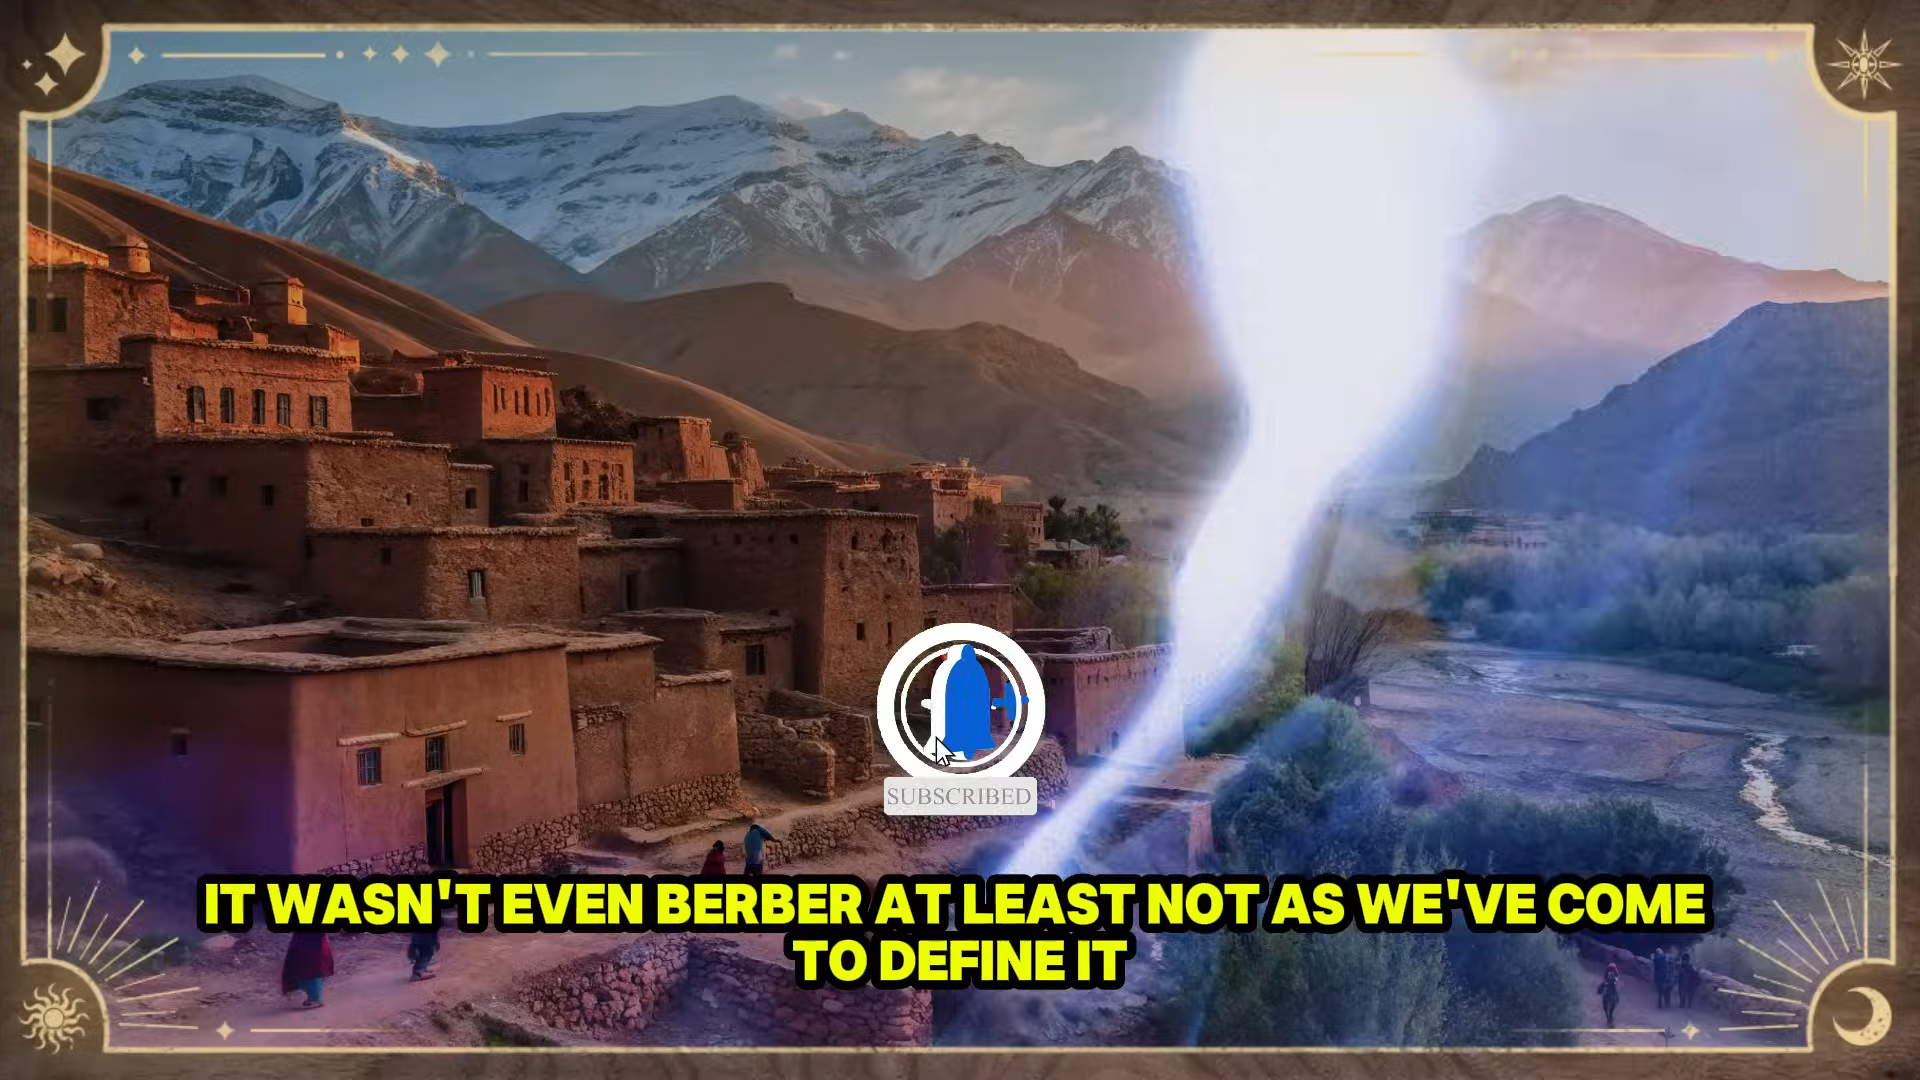 SUBSCRIBED
IT WASN'T EVEN BERBER AT LEAST NOT AS WE'VE COME
TO DEFINE IT